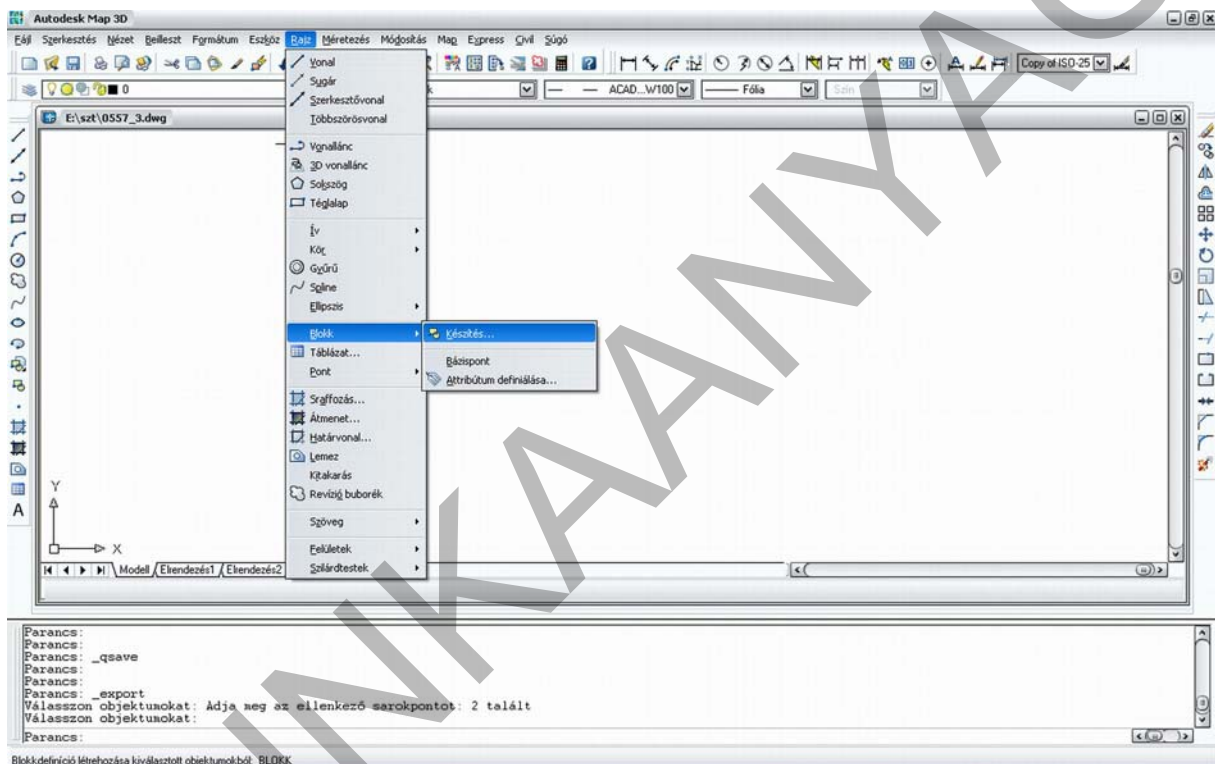 Autodesk Map 3D
Fájl Szerkesztés Nézet Beilleszt Formátum Eszköz Rajz Méretezés Módosítás Map Express Civil Súgó
Copy of ISO-25
0
ACAD...W100
Fólia
Szín
E:\szt\0557_3.dwg
Vonal
Sugár
Szerkesztővonal
Többszörösvonal
Vonallánc
3D vonallánc
Sokszög
Téglalap
Ív
Kör
Gyűrű
Spline
Ellipszis
Blokk
Készítés...
Táblázat...
Bázispont
Pont
Attribútum definiálása...
Sraffozás...
Átmenet...
Határvonal...
Lemez
Kitakarás
Revízió buborék
Szöveg
Felületek
Szilárdtestek
Y
X
A
Modell Elrendezés1 Elrendezés2
Parancs:
Parancs:
Parancs: _qsave
Parancs:
Parancs:
Parancs: _export
Válasszon objektumokat: Adja meg az ellenkező sarokpontot: 2 talált
Válasszon objektumokat:
Parancs:
Blokkdefiníció létrehozása kiválasztott objektumokból: BLOKK